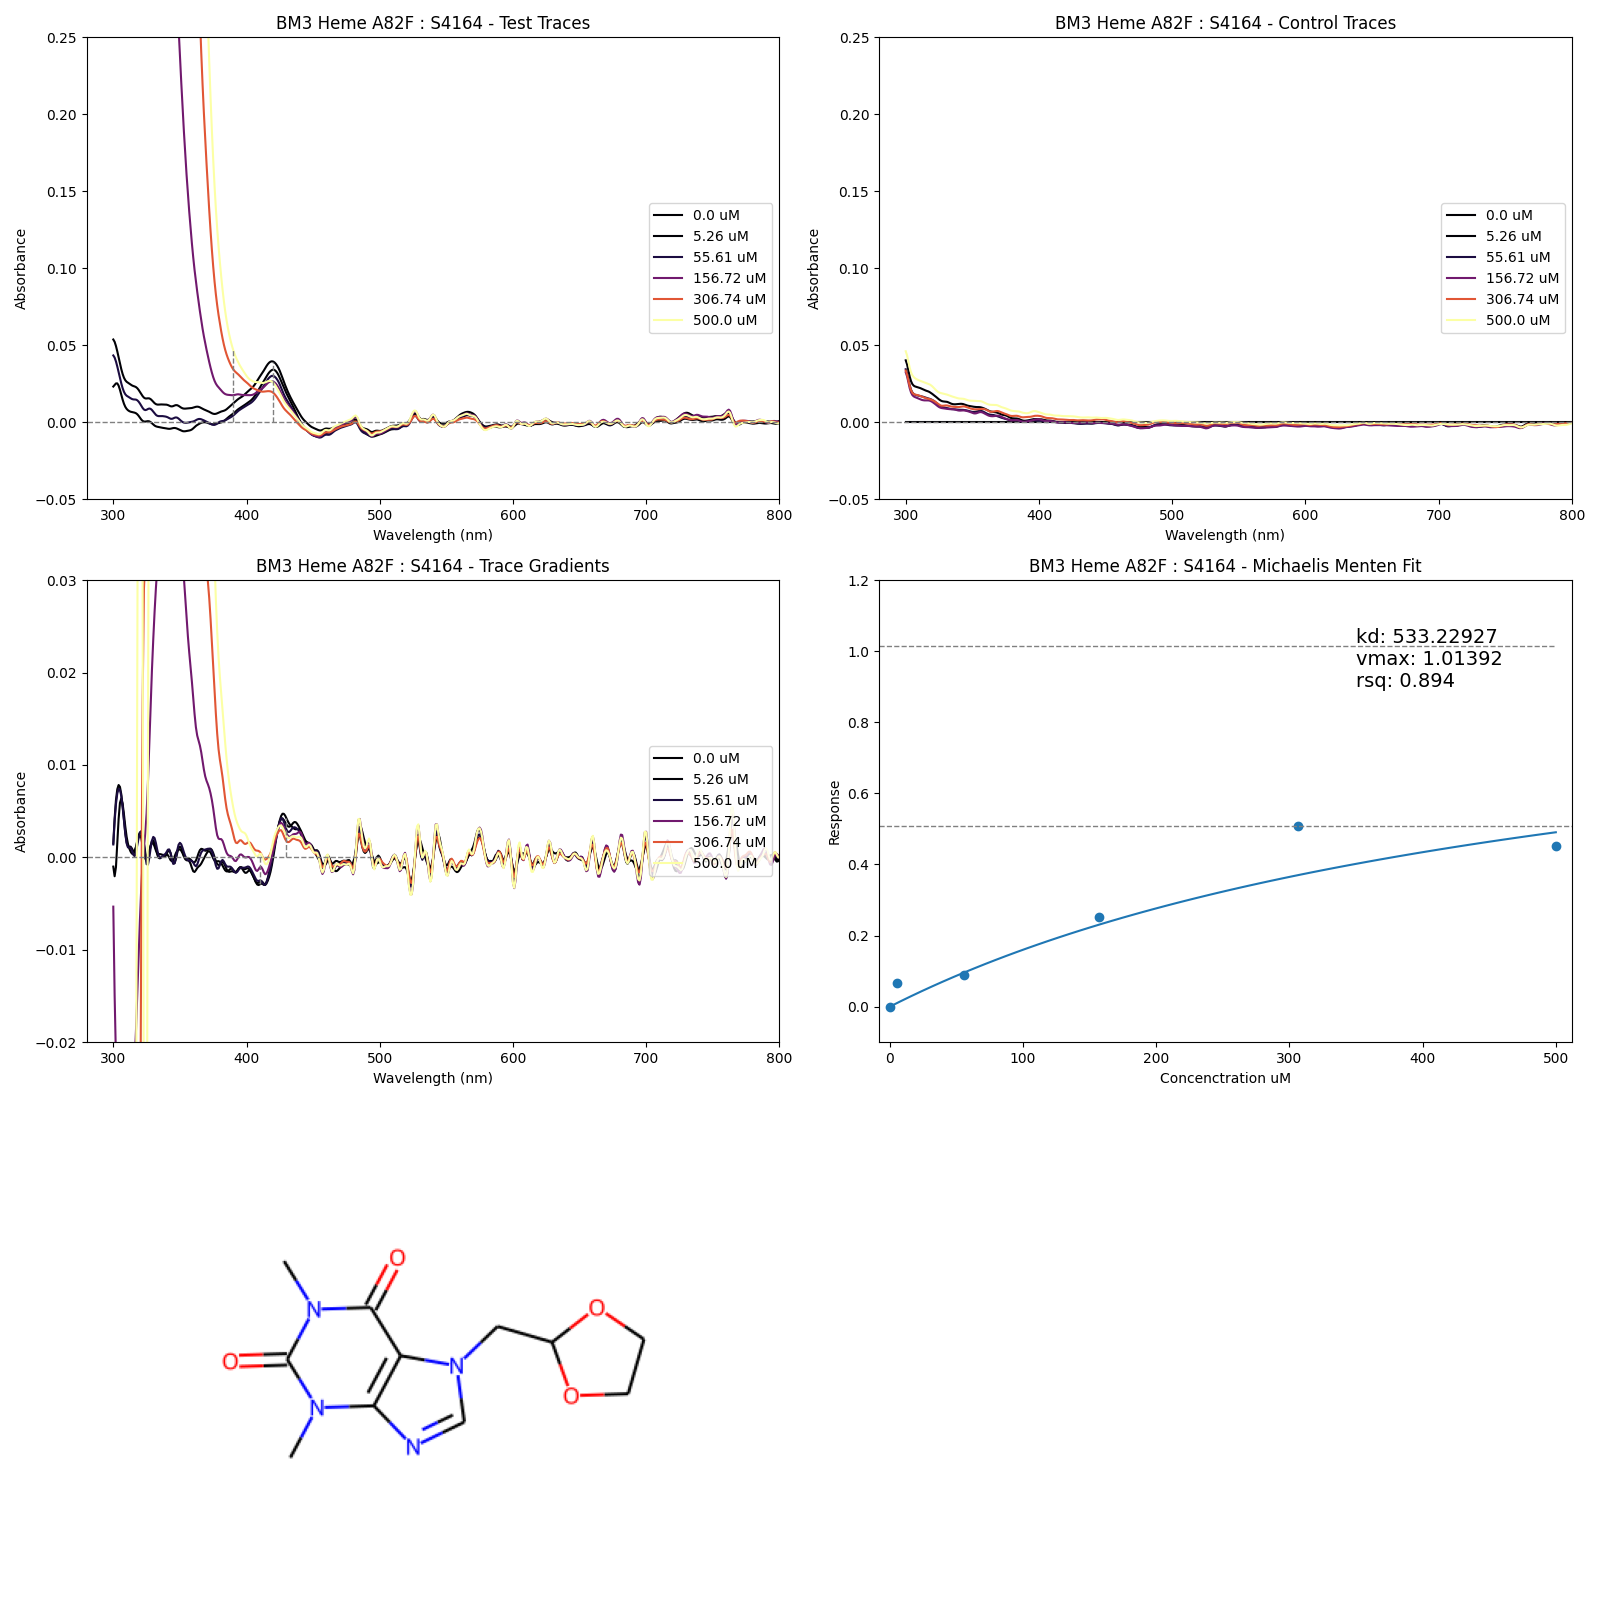 BM3 Heme A82F : S4164 - Test Traces
0.25
0.20
0.15
0.10
0.05
0.00
−0.05
Absorbance
300 400 500 600 700 800
Wavelength (nm)
0.0 uM
5.26 uM
55.61 uM
156.72 uM
306.74 uM
500.0 uM
BM3 Heme A82F : S4164 - Control Traces
0.25
0.20
0.15
0.10
0.05
0.00
−0.05
Absorbance
300 400 500 600 700 800
Wavelength (nm)
0.0 uM
5.26 uM
55.61 uM
156.72 uM
306.74 uM
500.0 uM
BM3 Heme A82F : S4164 - Trace Gradients
0.03
0.02
0.01
0.00
−0.01
−0.02
Absorbance
300 400 500 600 700 800
Wavelength (nm)
0.0 uM
5.26 uM
55.61 uM
156.72 uM
306.74 uM
500.0 uM
BM3 Heme A82F : S4164 - Michaelis Menten Fit
1.2
1.0
0.8
0.6
0.4
0.2
0.0
Response
0 100 200 300 400 500
Concenctration uM
kd: 533.22927
vmax: 1.01392
rsq: 0.894
O
N
O
N
O
N
O
N